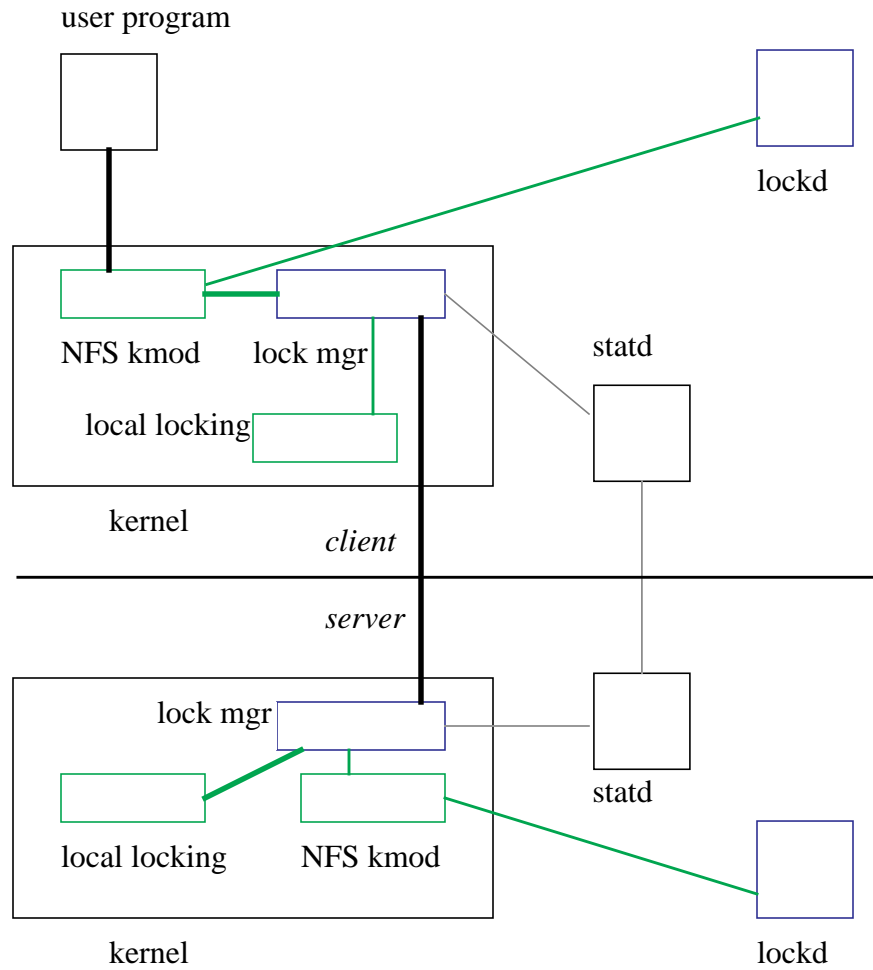 user program
lockd
NFS kmod
lock mgr
statd
local locking
kernel
client
server
lock mgr
statd
local locking
NFS kmod
kernel
lockd